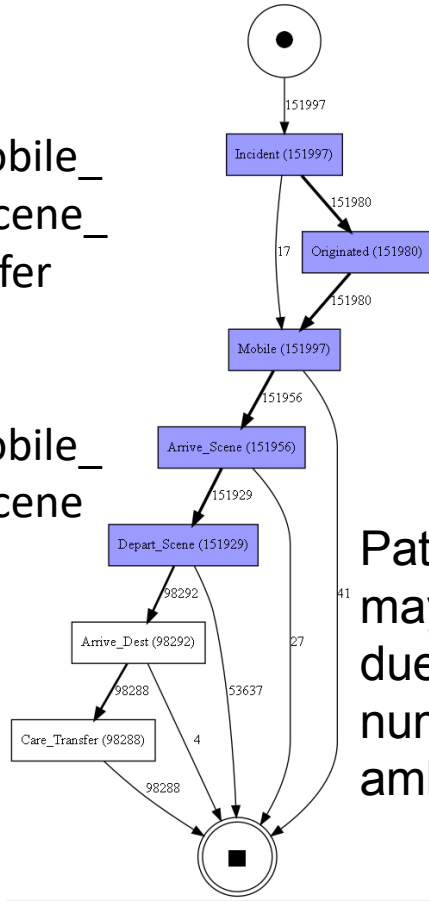 151997
obile_
Incident (151997)
cene_
151980
fer
17
Originated (151980)
151980
Mobile (151997)
151956
obile_
Arrive_Scene (151956)
cene
151929
Depart_Scene (151929)
Pat
98292
41
may
Arrive_Dest (98292)
27
due
98288
53637
num
Care_Transfer (98288)
4
amb
98288